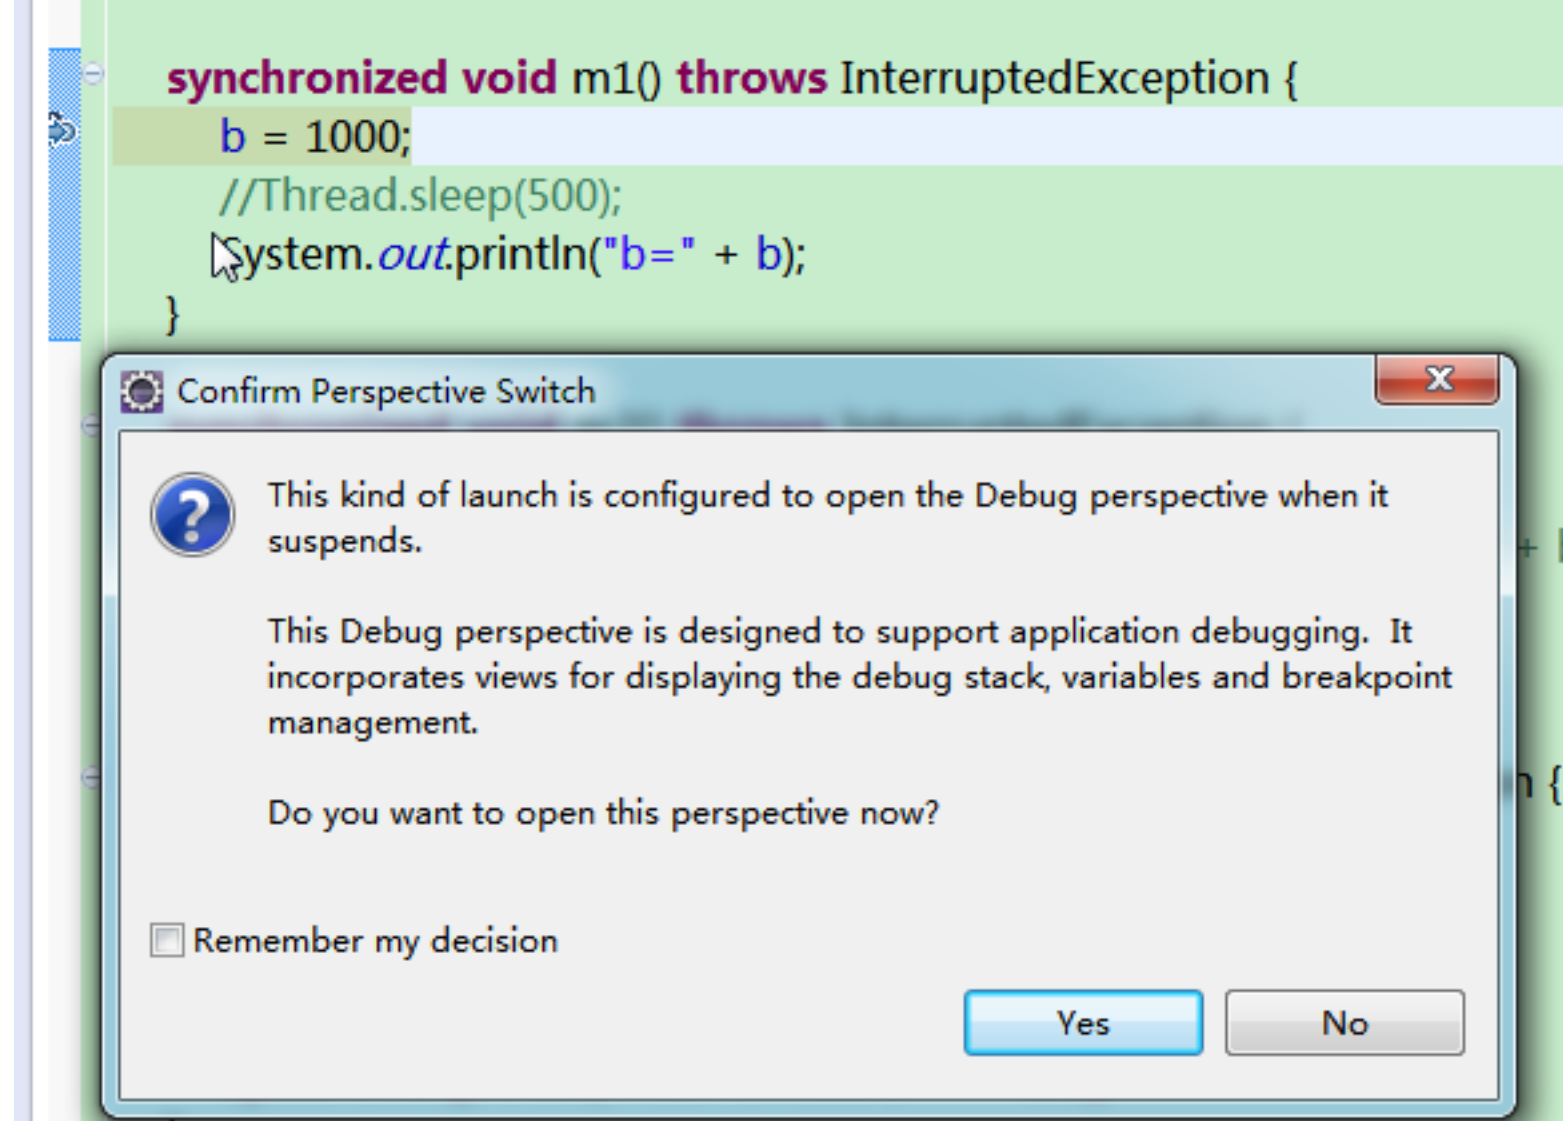 synchronized void m1() throws InterruptedException {
b = 1000;
//Thread.sleep(500);
System.out.println("b=" + b);
}
Confirm Perspective Switch
This kind of launch is configured to open the Debug perspective when it
suspends.
+
This Debug perspective is designed to support application debugging.  It
incorporates views for displaying the debug stack, variables and breakpoint
management.
n {
Do you want to open this perspective now?
Remember my decision
Yes
No